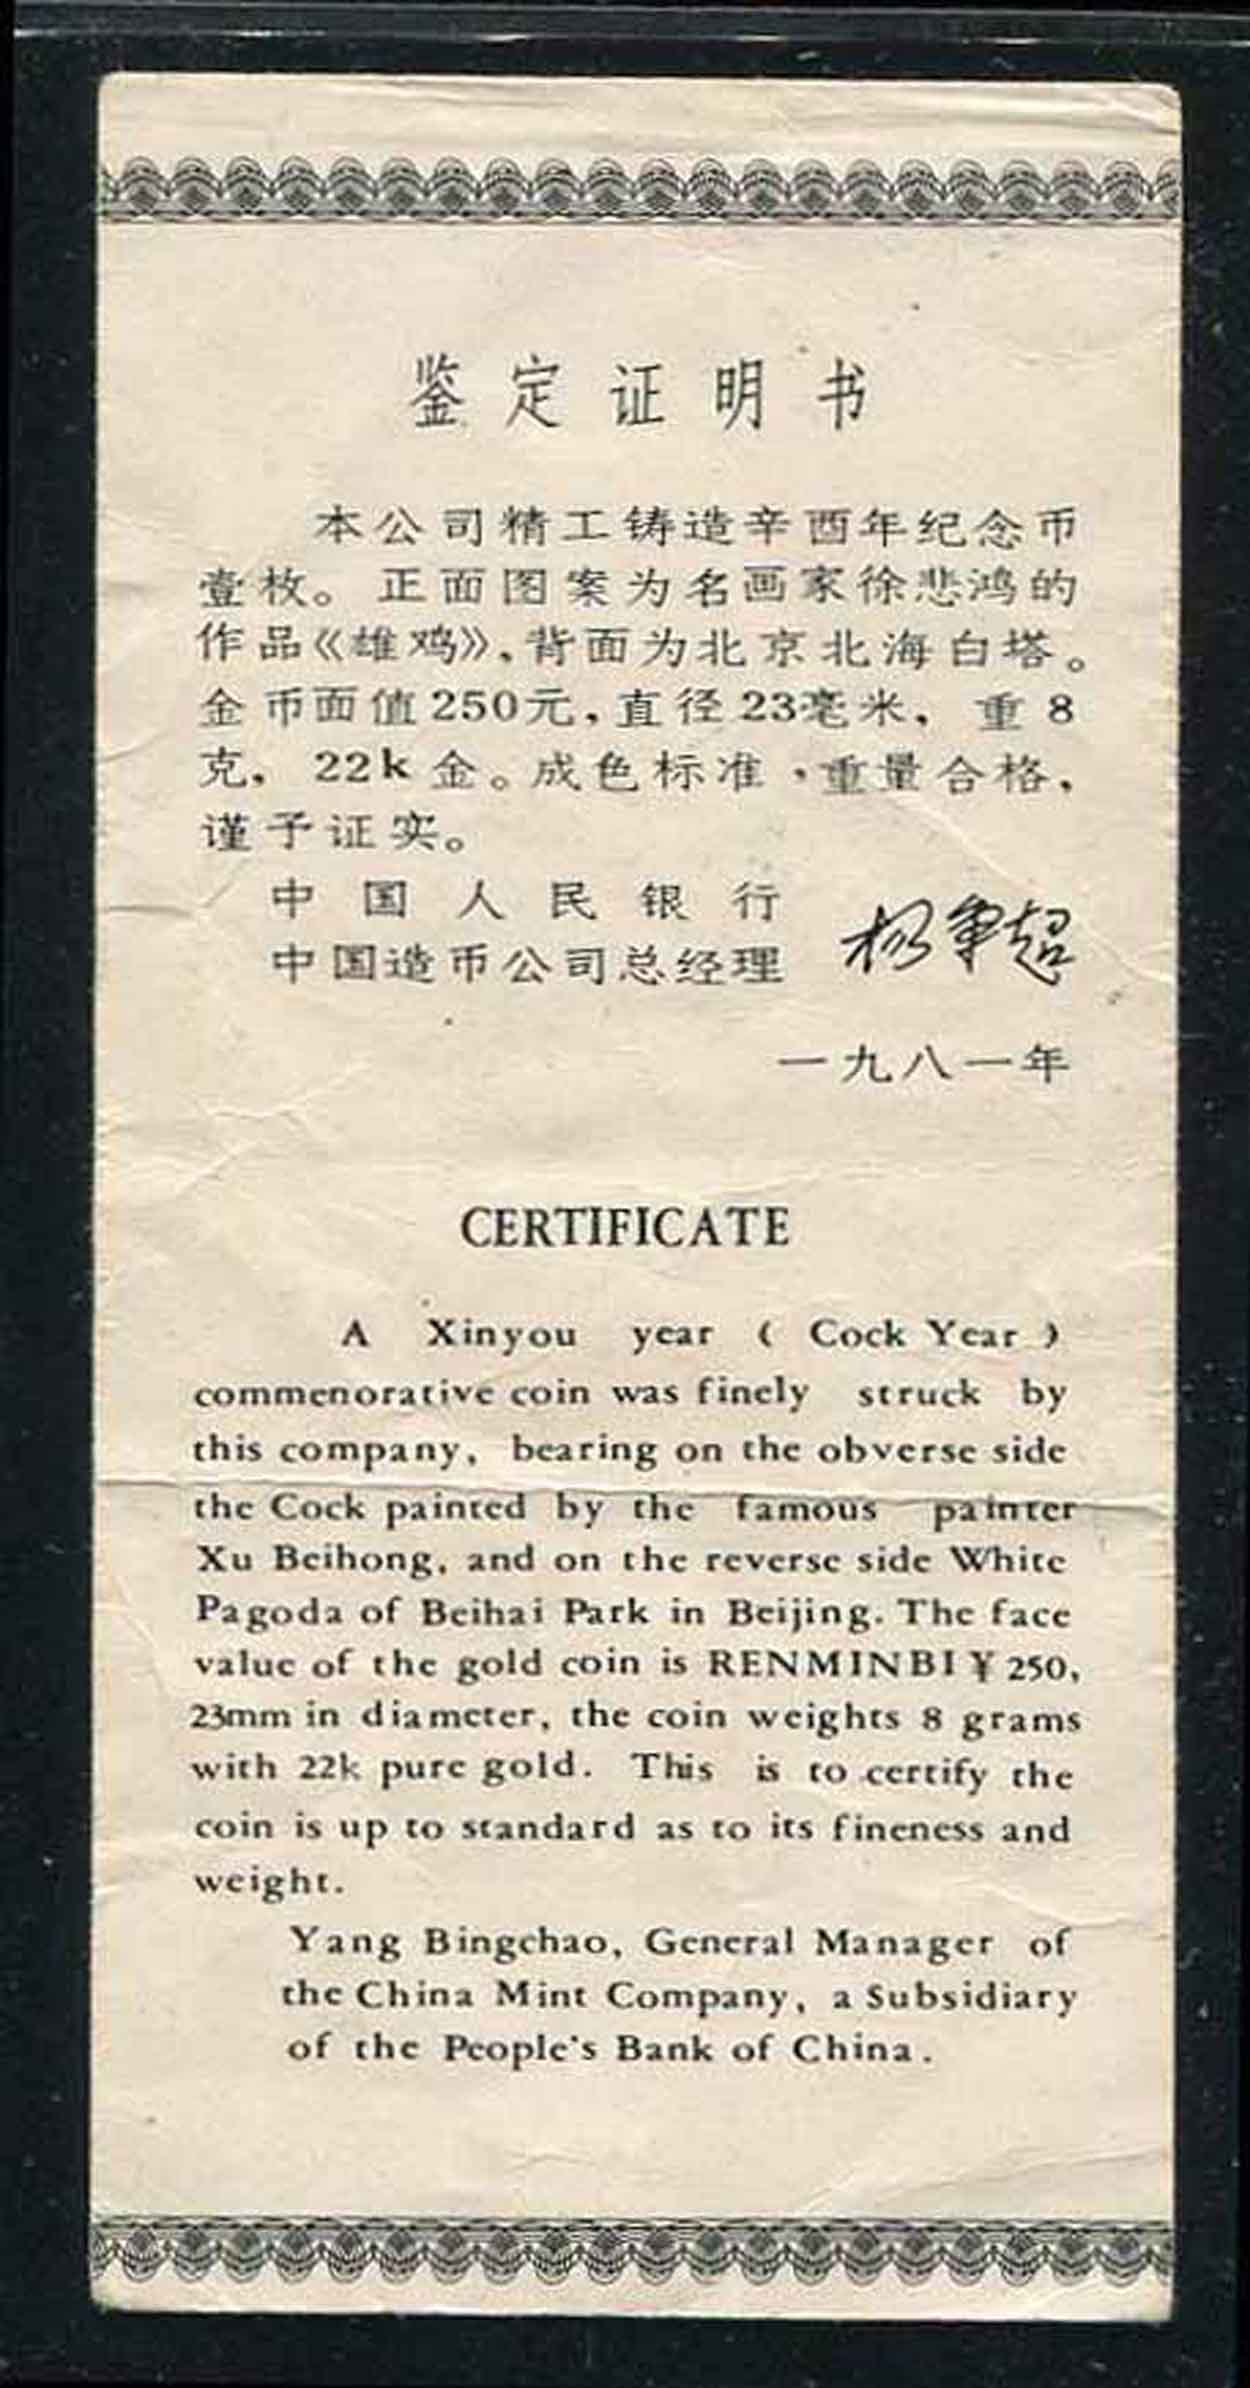 鉴定证明书
本公司精工铸造辛酉年纪念币
壹枚。正面图案为名画家徐悲鸿的
作品《雄鸡》,背面为北京北海白塔。
金币面值250元,直径23毫米,重8
克,22k金。成色标准,重量合格,
谨予证实。
中国人民银行
中国造币公司总经理
杨秉超
一九八一年
CERTIFICATE
A Xinyou year ( Cock Year )
commenorative coin was finely struck by
this company, bearing on the obverse side
the Cock painted by the famous painter
Xu Beihong, and on the reverse side White
Pagoda of Beihai Park in Beijing. The face
value of the gold coin is RENMINBI ¥ 250,
23mm in diameter, the coin weights 8 grams
with 22k pure gold. This is to certify the
coin is up to standard as to its fineness and
weight.
Yang Bingchao, General Manager of
the China Mint Company, a Subsidiary
of the People's Bank of China.